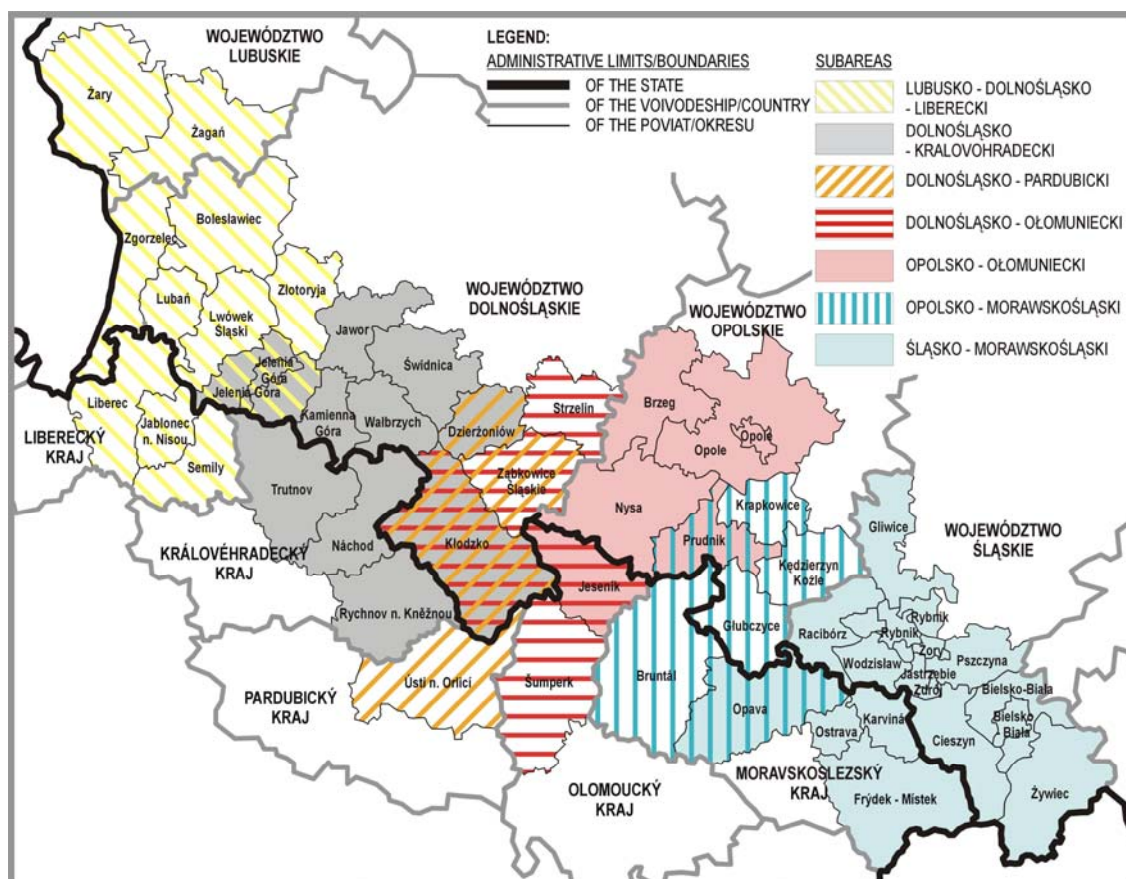 WOJEWÓDZTWO
LUBUSKIE
LEGEND:
ADMINISTRATIVE LIMITS/BOUNDARIES
OF THE STATE
OF THE VOIVODESHIP/COUNTRY
OF THE POVIAT/OKRESU
SUBAREAS
LUBUSKO - DOLNOŚLĄSKO
- LIBERECKI
DOLNOŚLĄSKO
- KRALOVOHRADECKI
DOLNOŚLĄSKO - PARDUBICKI
DOLNOŚLĄSKO - OŁOMUNIECKI
OPOLSKO - OŁOMUNIECKI
OPOLSKO - MORAWSKOŚLĄSKI
ŚLĄSKO - MORAWSKOŚLĄSKI
Żary
Żagań
Bolesławiec
Zgorzelec
Lubań
Lwówek
Śląski
Złotoryja
WOJEWÓDZTWO
DOLNOŚLĄSKIE
WOJEWÓDZTWO
OPOLSKIE
Jawor
Świdnica
Jelenia
Góra
Jelenia Góra
Kamienna
Góra
Wałbrzych
Dzierżoniów
Strzelin
Brzeg
Opole
Opole
Liberec
Jablonec
n. Nisou
Semily
LIBERECKÝ
KRAJ
Ząbkowice
Śląskie
Nysa
Krapkowice
Gliwice
WOJEWÓDZTWO
ŚLĄSKIE
Trutnov
Náchod
Kłodzko
Prudnik
Kędzierzyn
Koźle
KRÁLOVÉHRADECKÝ
KRAJ
Jesenik
Rychnov n. Kněžnou
Głubczyce
Racibórz
Rybnik
Rybnik
Żory
Pszczyna
Wodzisław
Jastrzebie
Zdrój
PARDUBICKÝ
KRAJ
Ústi n. Orlicí
Šumperk
Bruntál
Opava
Bielsko-Biała
Bielsko
Biała
Karviná
Ostrava
Cieszyn
Żywiec
OLOMOUCKÝ
KRAJ
MORAVSKOSLEZSKÝ
KRAJ
Frýdek - Místek